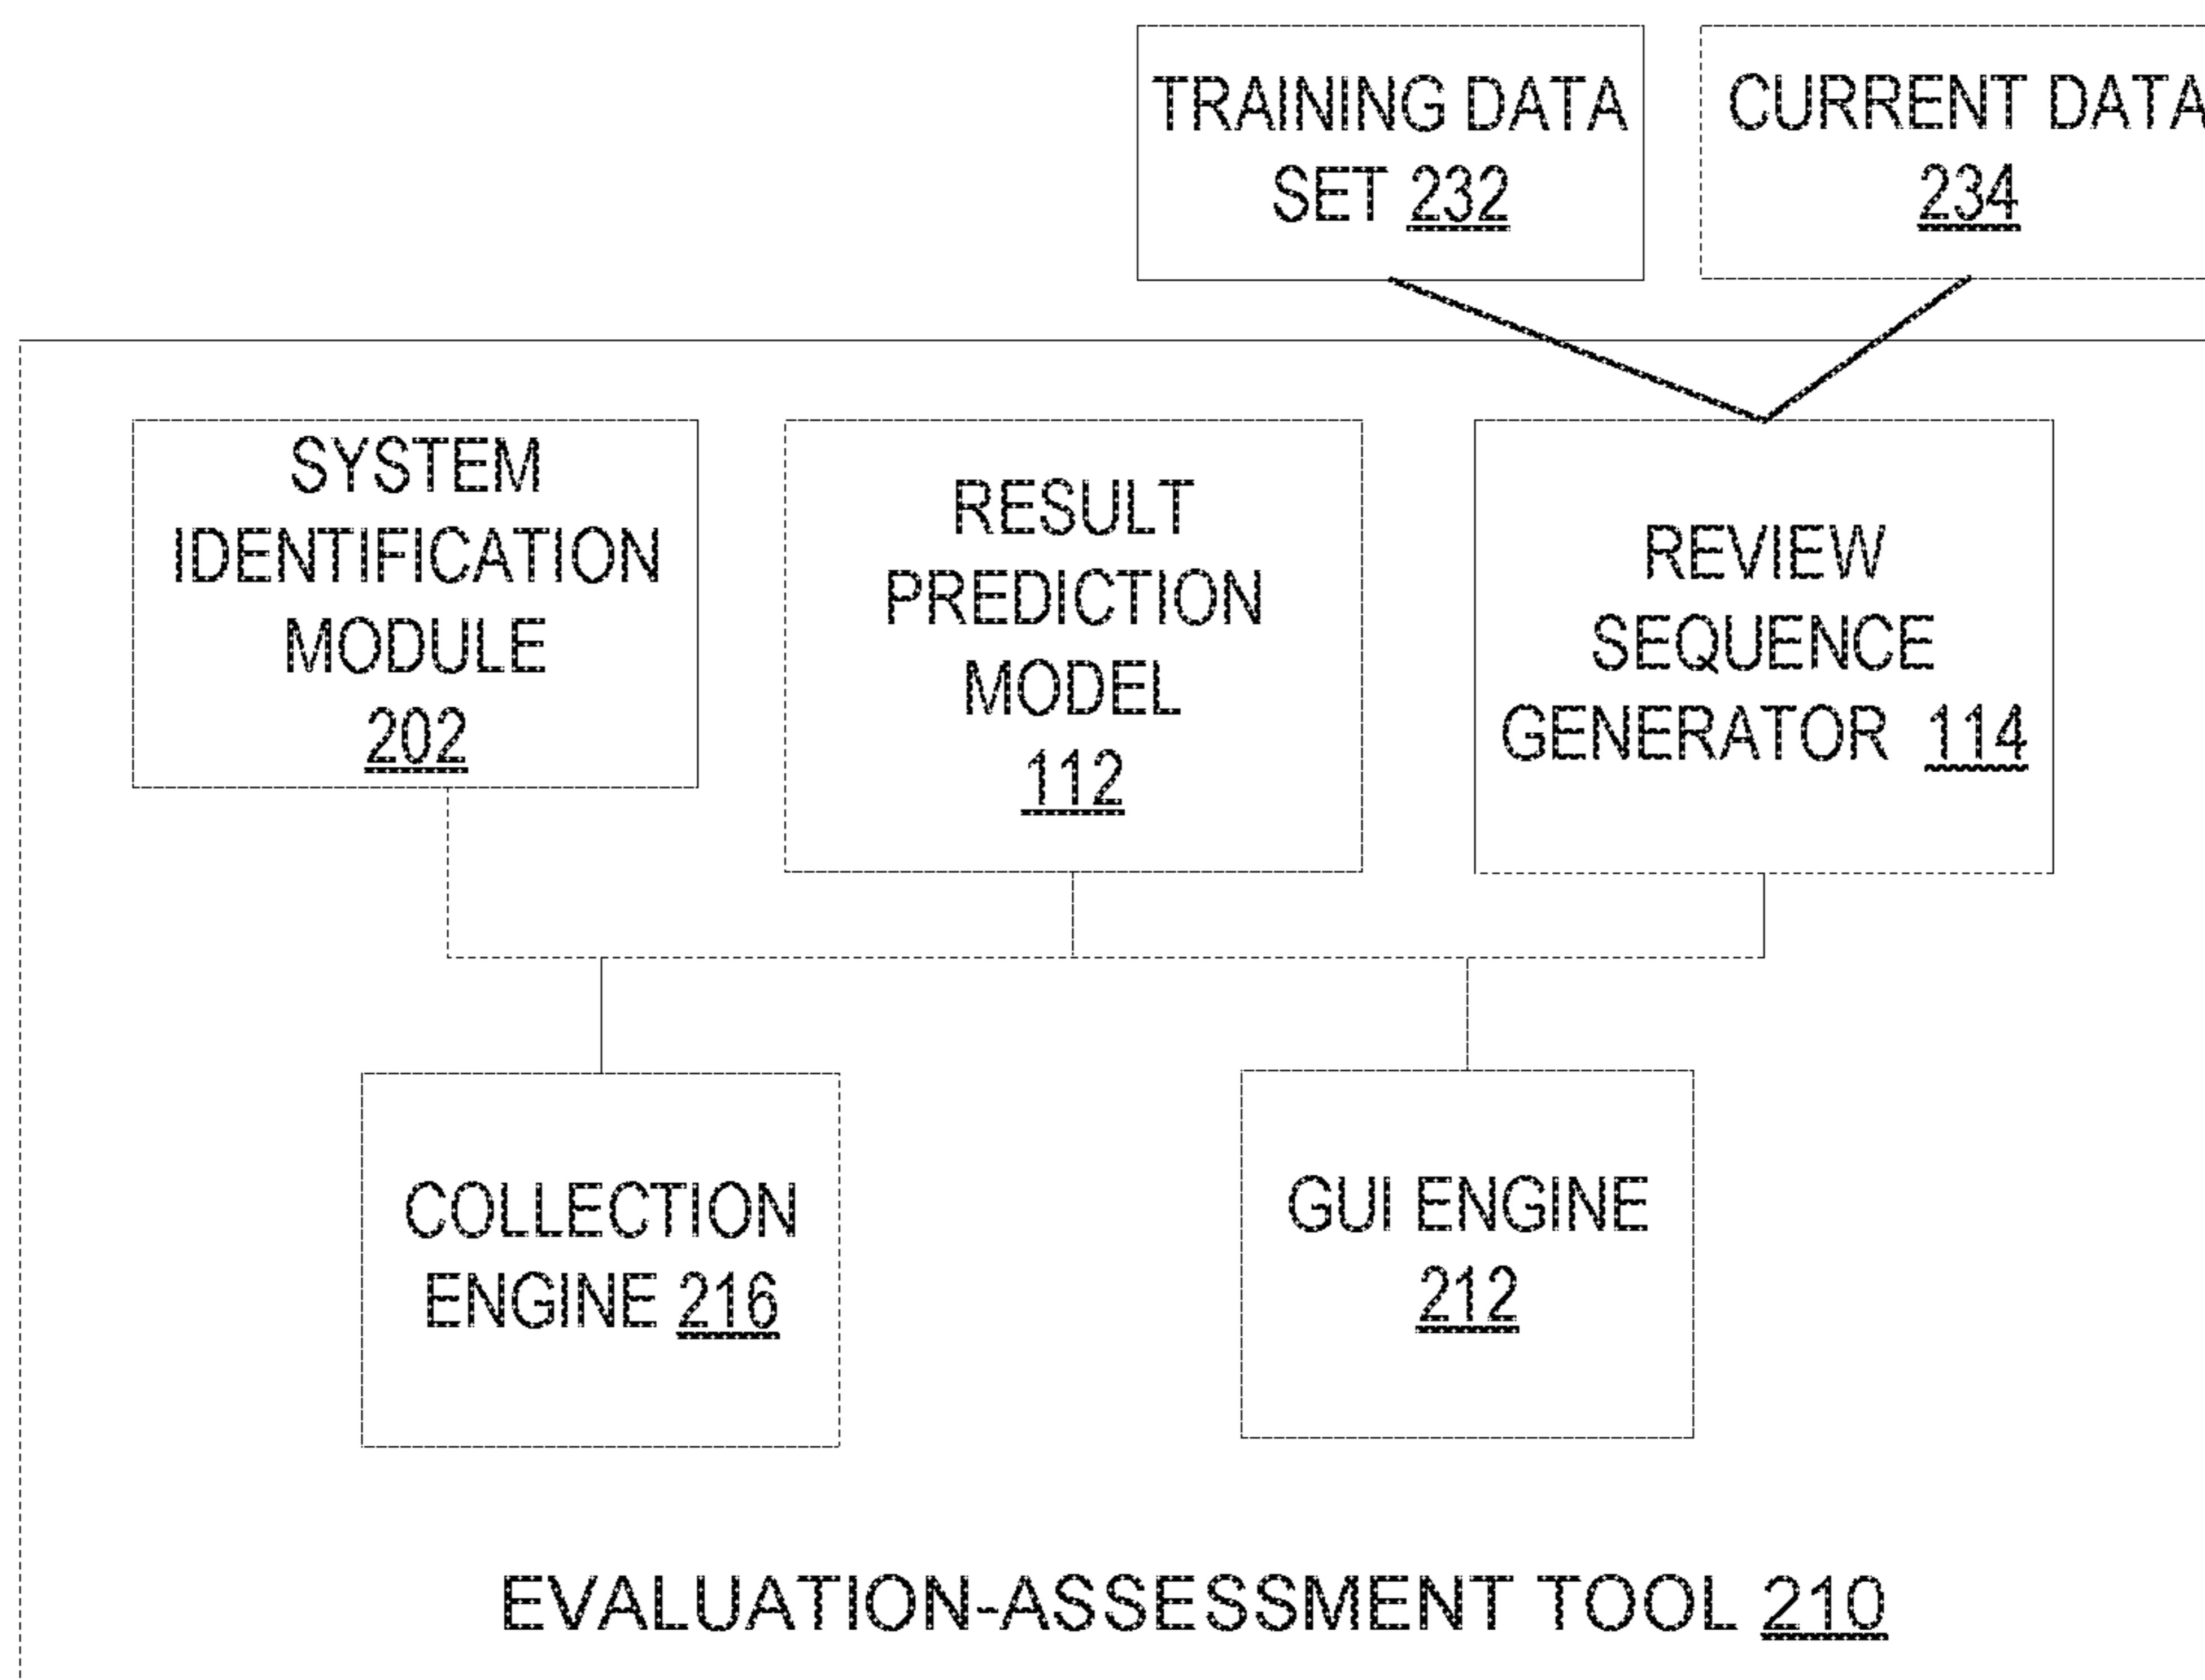 TRAINING DATA
SET 232
CURRENT DATA
234
SYSTEM
IDENTIFICATION
MODULE
202
RESULT
PREDICTION
MODEL
112
REVIEW
SEQUENCE
GENERATOR 114
COLLECTION
ENGINE 216
GUI ENGINE
212
EVALUATION-ASSESSMENT TOOL 210